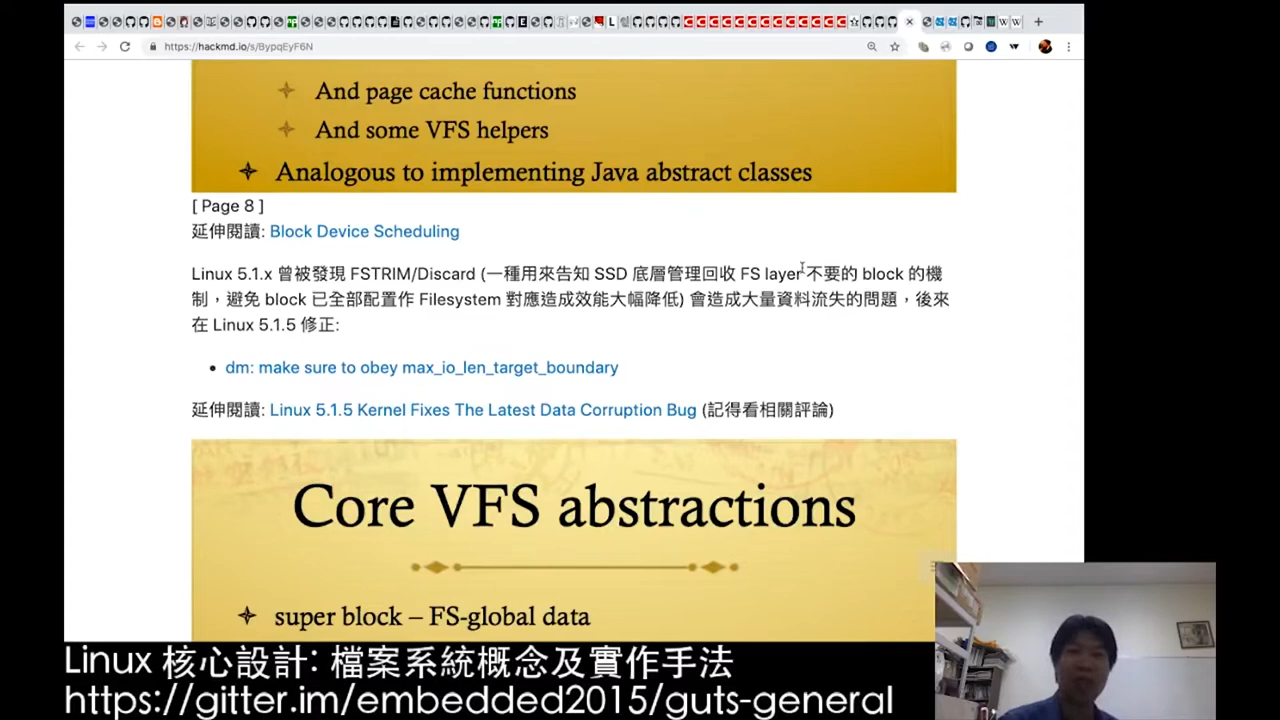 https://hackmd.io/s/BypqEyF6N
And page cache functions
And some VFS helpers
Analogous to implementing Java abstract classes
[ Page 8 ]
延伸閱讀: Block Device Scheduling
Linux 5.1.x 曾被發現 FSTRIM/Discard (一種用來告知 SSD 底層管理回收 FS layer 不要的 block 的機
制，避免 block 已全部配置作 Filesystem 對應造成效能大幅降低) 會造成大量資料流失的問題，後來
在 Linux 5.1.5 修正:
dm: make sure to obey max_io_len_target_boundary
延伸閱讀: Linux 5.1.5 Kernel Fixes The Latest Data Corruption Bug (記得看相關評論)
Core VFS abstractions
super block – FS-global data
Linux 核心設計: 檔案系統概念及實作手法
https://gitter.im/embedded2015/guts-general